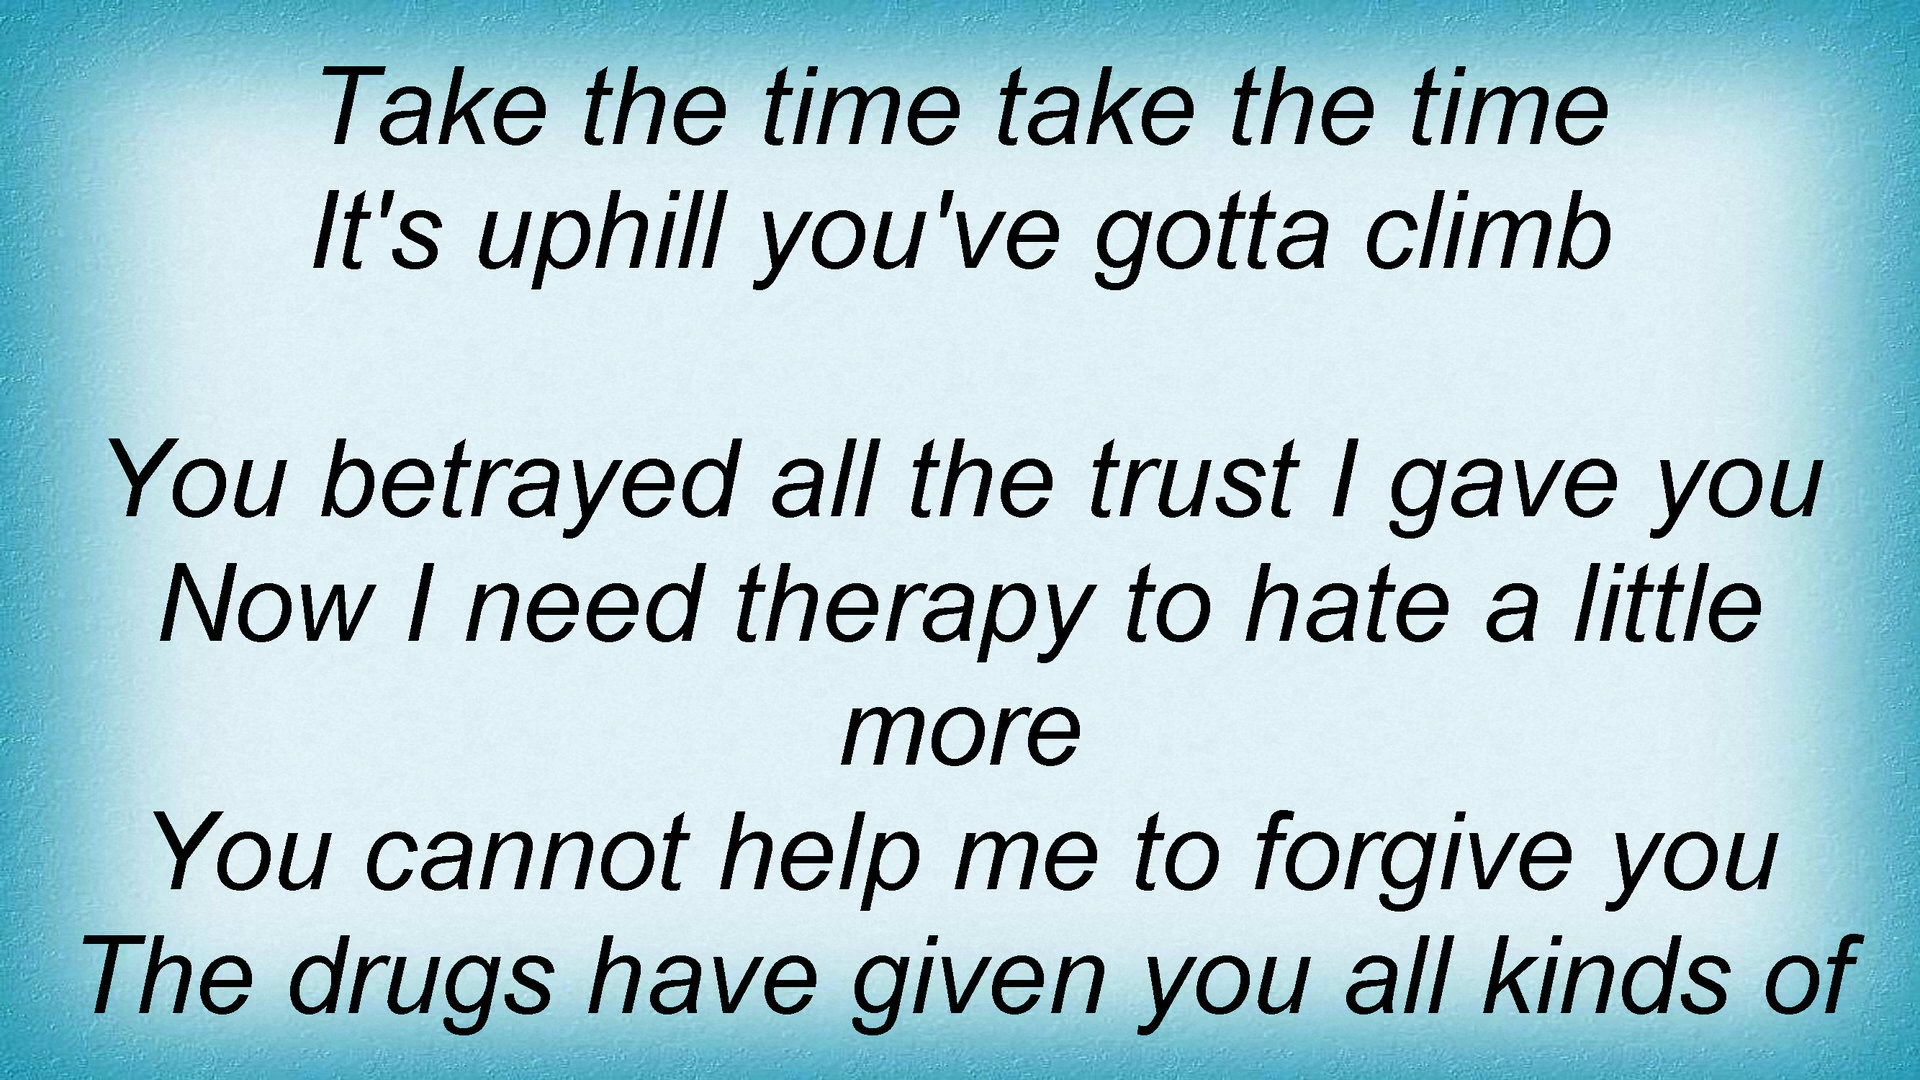 Take the time take the time
It's uphill you've gotta climb
You betrayed all the trust I gave you
Now I need therapy to hate a little
more
You cannot help me to forgive you
The drugs have given you all kinds of